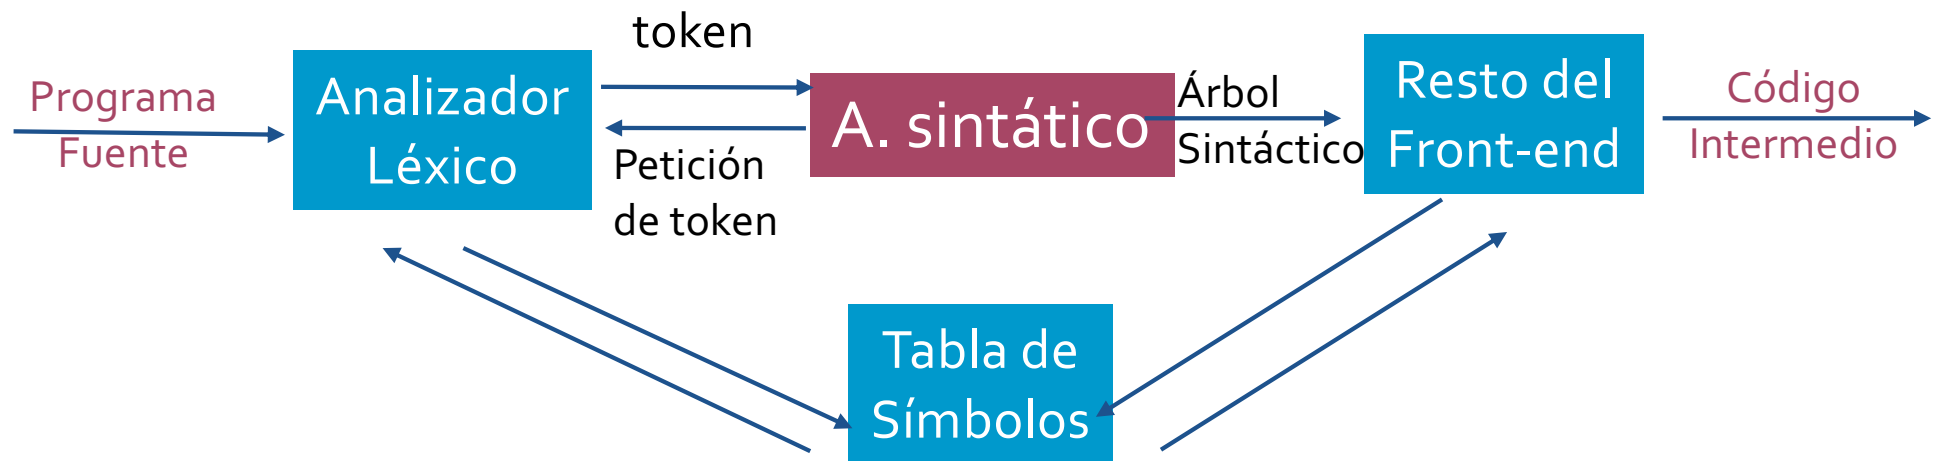 Programa
Fuente
Analizador
Léxico
token
Petición
de token
A. sintático
Árbol
Sintáctico
Resto del
Front-end
Código
Intermedio
Tabla de
Símbolos